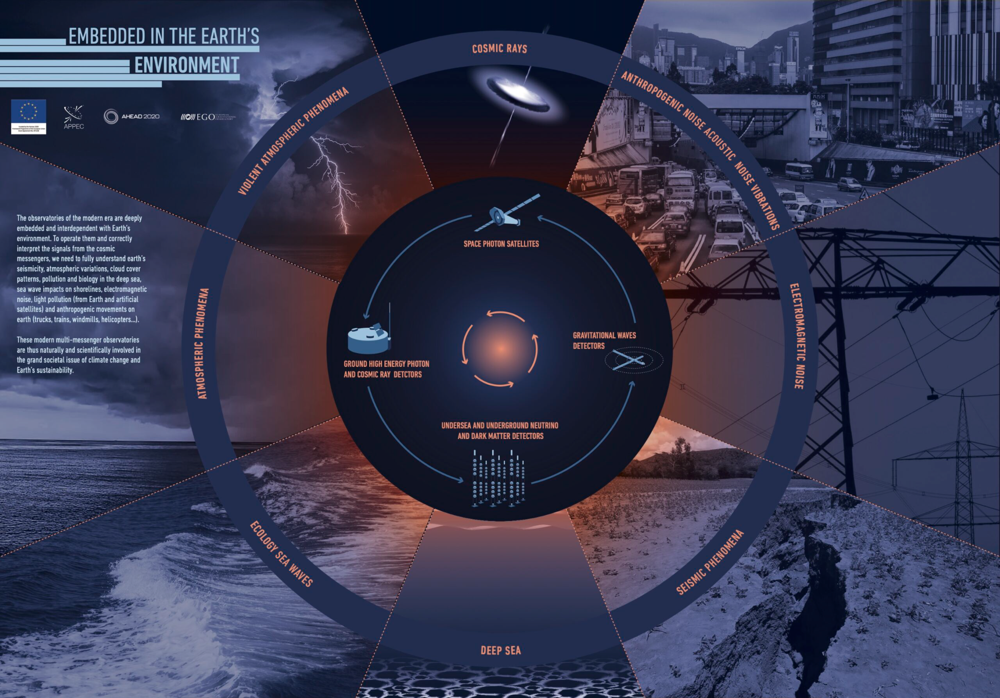 EMBEDDED IN THE EARTH'S
ENVIRONMENT
APPEC
AHEAD 2020
EGO
The observatories of the modern era are deeply
embedded and interdependent with Earth's
environment. To operate them and correctly
interpret the signals from the cosmic
messengers, we need to fully understand earth's
seismicity, atmospheric variations, cloud cover
patterns, pollution and biology in the deep sea,
sea wave impacts on shorelines, electromagnetic
noise, light pollution (from Earth and artificial
satellites) and anthropogenic movements on
earth (trucks, trains, windmills, helicopters...).
These modern multi-messenger observatories
are thus naturally and scientifically involved in
the grand societal issue of climate change and
Earth's sustainability.
COSMIC RAYS
ANTHROPOGENIC NOISE ACOUSTIC NOISE VIBRATIONS
ELECTROMAGNETIC NOISE
SEISMIC PHENOMENA
DEEP SEA
ECOLOGY SEA WAVES
ATMOSPHERIC PHENOMENA
VIOLENT ATMOSPHERIC PHENOMENA
SPACE PHOTON SATELLITES
GRAVITATIONAL WAVES
DETECTORS
GROUND HIGH ENERGY PHOTON
AND COSMIC RAY DETCTORS
UNDERSEA AND UNDERGROUND NEUTRINO
AND DARK MATTER DETECTORS
EPSON
Panasonic